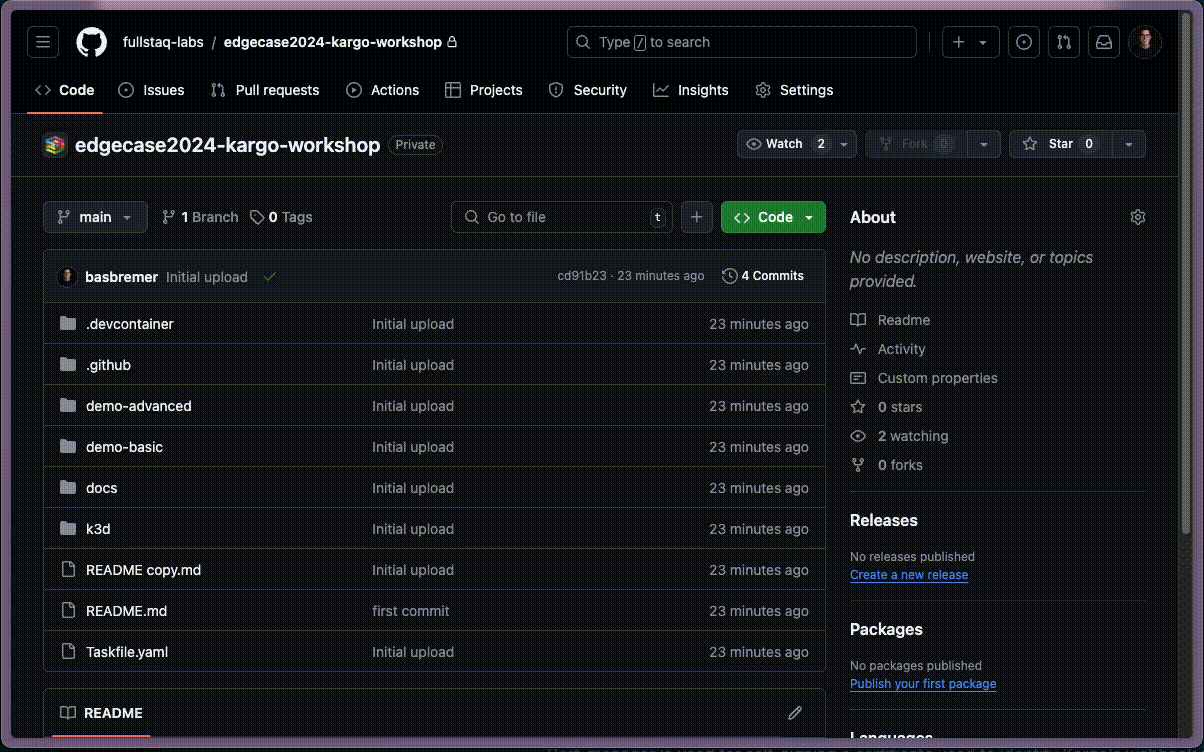 fullstaq-labs / edgecase2024-kargo-workshop
Type / to search
Code Issues Pull requests Actions Projects Security Insights Settings
edgecase2024-kargo-workshop Private
Watch 2 Fork 0 Star 0
main 1 Branch 0 Tags
Go to file t
Code
basbremer Initial upload cd91b23 · 23 minutes ago 4 Commits
.devcontainer Initial upload 23 minutes ago
.github Initial upload 23 minutes ago
demo-advanced Initial upload 23 minutes ago
demo-basic Initial upload 23 minutes ago
docs Initial upload 23 minutes ago
k3d Initial upload 23 minutes ago
README copy.md Initial upload 23 minutes ago
README.md first commit 23 minutes ago
Taskfile.yaml Initial upload 23 minutes ago
README
About
No description, website, or topics
provided.
Readme
Activity
Custom properties
0 stars
2 watching
0 forks
Releases
No releases published
Create a new release
Packages
No packages published
Publish your first package
Languages